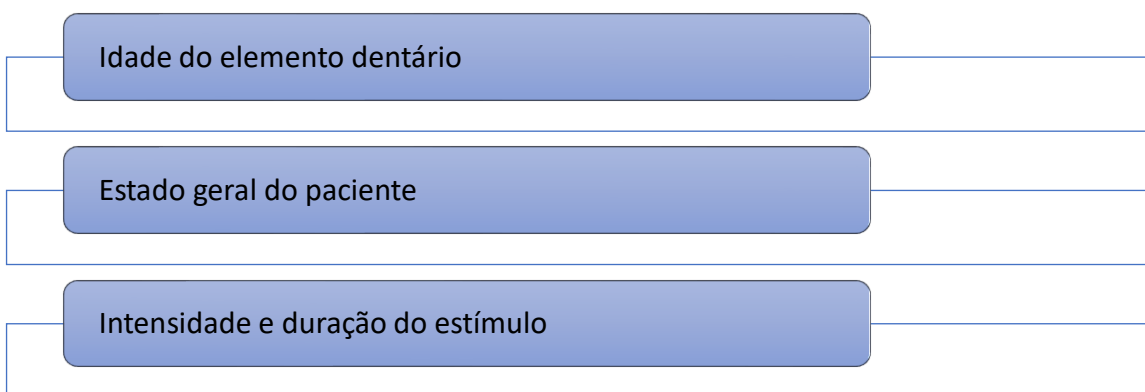 Idade do elemento dentário
Estado geral do paciente
Intensidade e duração do estímulo